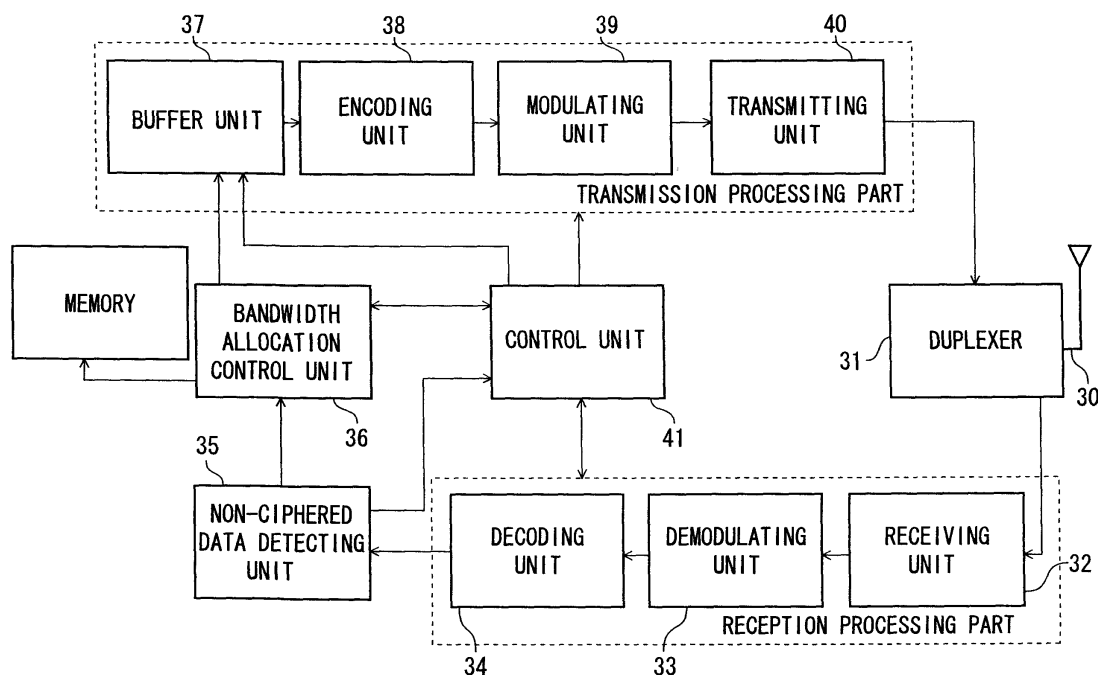 37
38
39
40
BUFFER UNIT
ENCODING
UNIT
MODULATING
UNIT
TRANSMITTING
UNIT
TRANSMISSION PROCESSING PART
MEMORY
BANDWIDTH
ALLOCATION
CONTROL UNIT
36
CONTROL UNIT
41
31
DUPLEXER
30
35
NON-CIPHERED
DATA DETECTING
UNIT
DECODING
UNIT
34
DEMODULATING
UNIT
33
RECEIVING
UNIT
32
RECEPTION PROCESSING PART